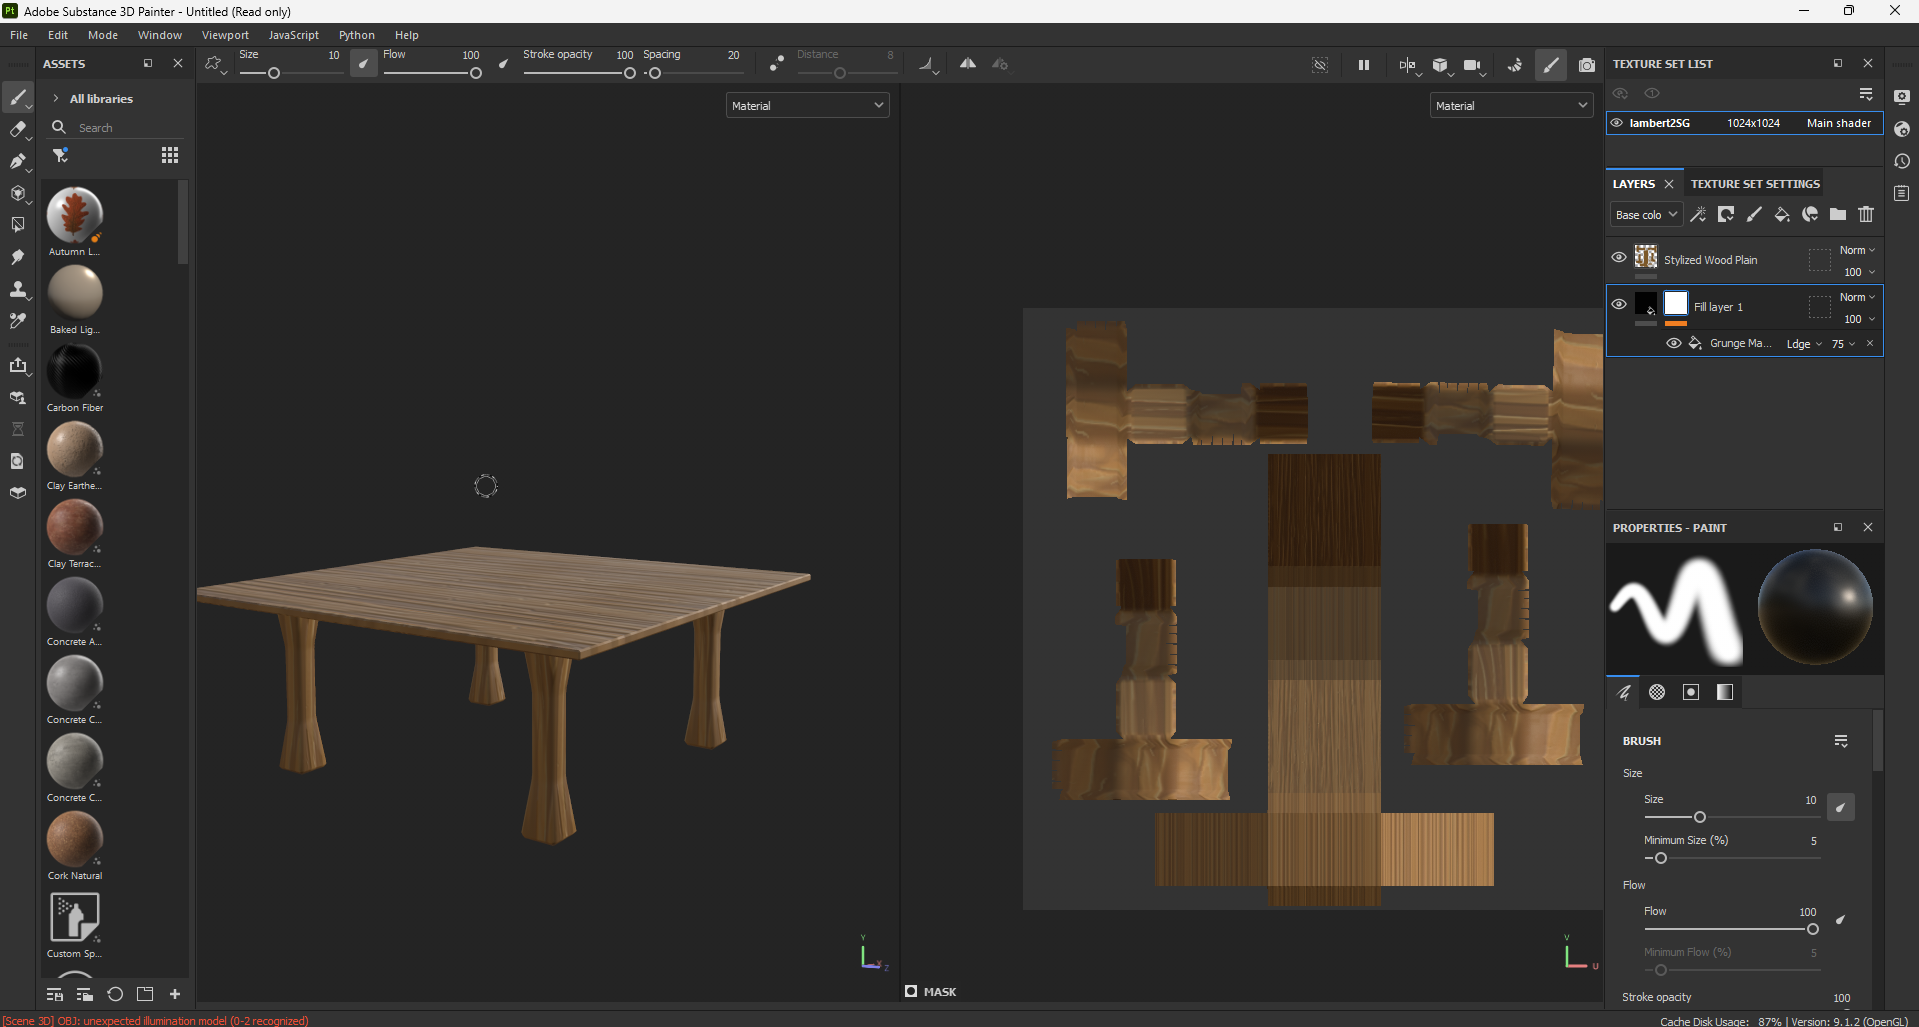 Pt Adobe Substance 3D Painter - Untitled (Read only)
File Edit Mode Window Viewport JavaScript Python Help
Size 10 Flow 100 Stroke opacity 100 Spacing 20 Distance 8
ASSETS
All libraries
Search
Autumn L...
Baked Lig...
Carbon Fiber
Clay Earthe...
Clay Terrac...
Concrete A...
Concrete C...
Concrete C...
Cork Natural
Custom Sp...
Material
Y
X
Z
Material
V
U
MASK
TEXTURE SET LIST
lambert2SG 1024x1024 Main shader
LAYERS TEXTURE SET SETTINGS
Base colo
Stylized Wood Plain Norm
100
Fill layer 1 Norm
100
Grunge Ma... Ldge 75
PROPERTIES - PAINT
BRUSH
Size
Size 10
Minimum Size (%) 5
Flow
Flow 100
Minimum Flow (%) 5
Stroke opacity 100
[Scene 3D] OBJ: unexpected illumination model (0-2 recognized)
Cache Disk Usage: 87% | Version: 9.1.2 (OpenGL)